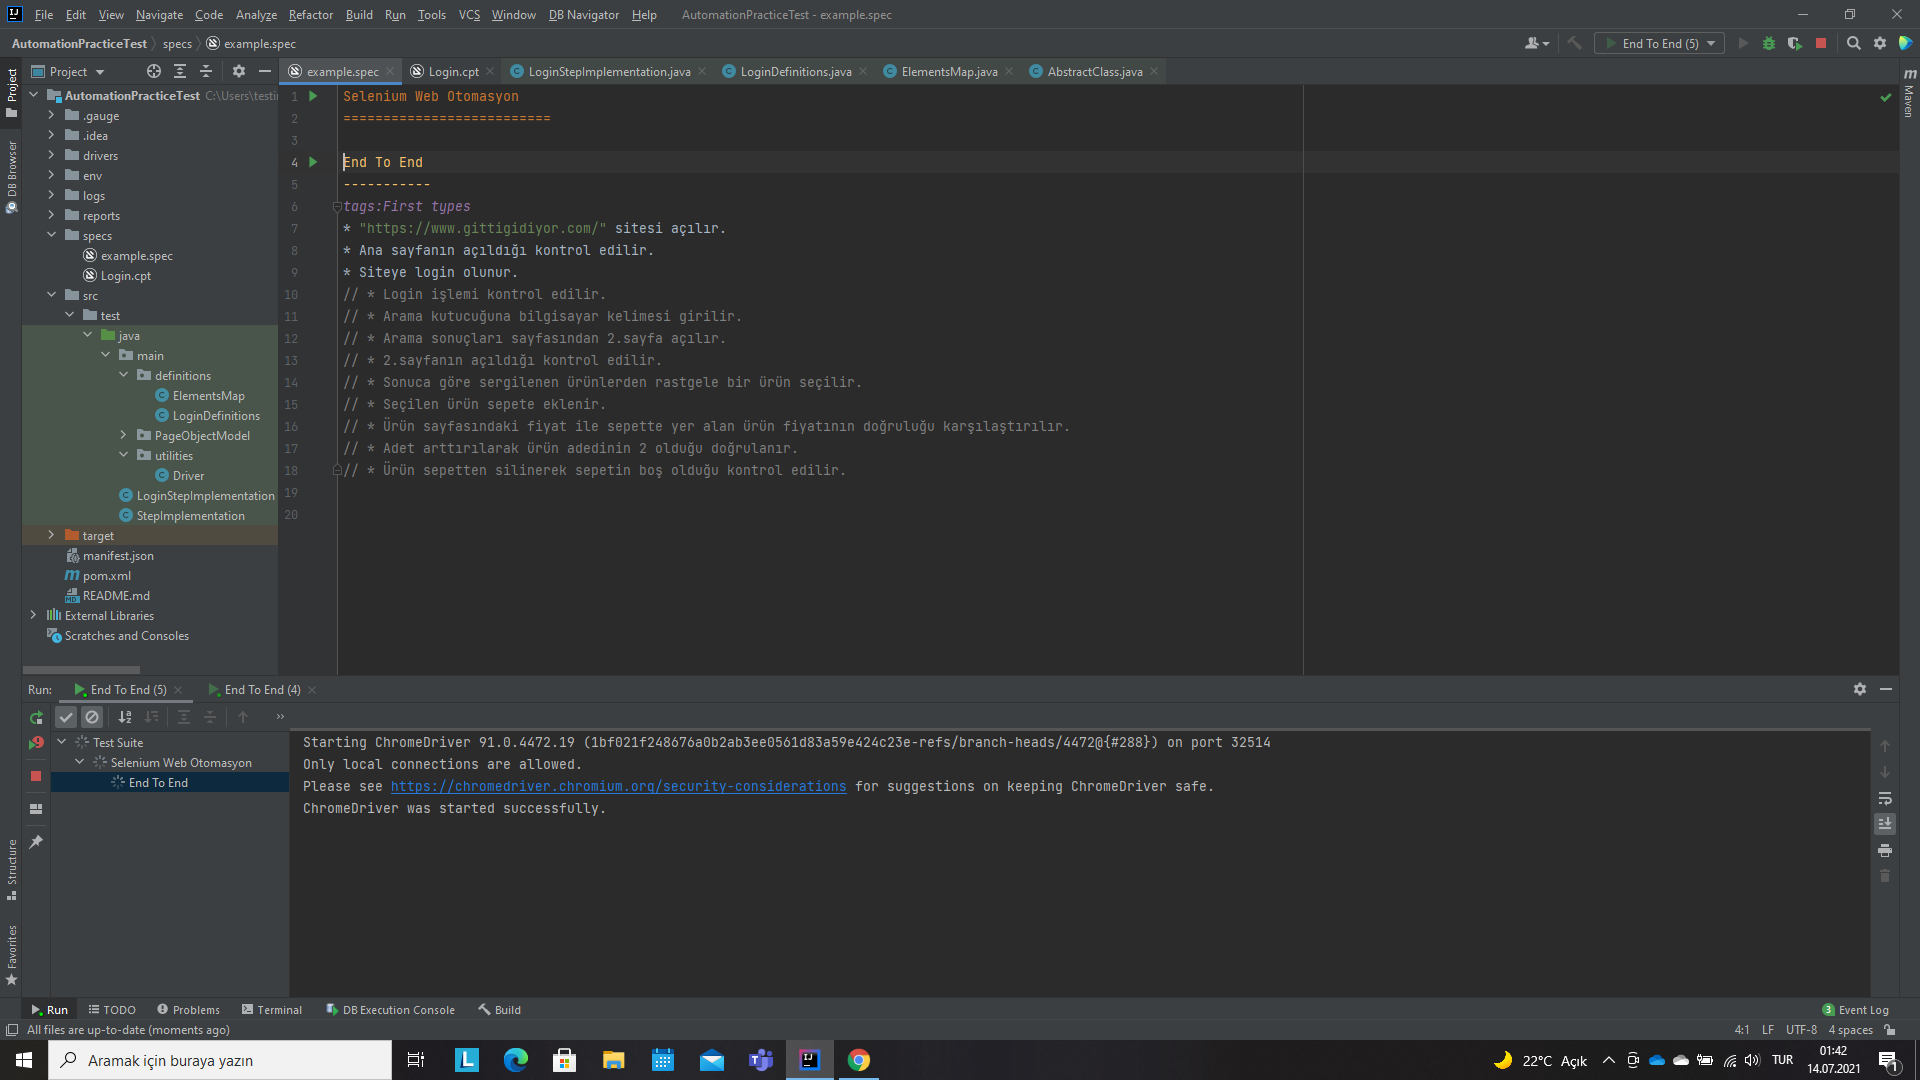 File Edit View Navigate Code Analyze Refactor Build Run Tools VCS Window DB Navigator Help AutomationPracticeTest - example.spec
AutomationPracticeTest specs example.spec End To End (5)
Project example.spec Login.cpt LoginStepImplementation.java LoginDefinitions.java ElementsMap.java AbstractClass.java
Project
DB Browser
Structure
Favorites
Maven
AutomationPracticeTest C:\Users\testi
.gauge
.idea
drivers
env
logs
reports
specs
example.spec
Login.cpt
src
test
java
main
definitions
ElementsMap
LoginDefinitions
PageObjectModel
utilities
Driver
LoginStepImplementation
StepImplementation
target
manifest.json
pom.xml
README.md
External Libraries
Scratches and Consoles
1 Selenium Web Otomasyon
2 ==========================
3
4 End To End
5 -----------
6 tags:First types
7 * "https://www.gittigidiyor.com/" sitesi açılır.
8 * Ana sayfanın açıldığı kontrol edilir.
9 * Siteye login olunur.
10 // * Login işlemi kontrol edilir.
11 // * Arama kutucuğuna bilgisayar kelimesi girilir.
12 // * Arama sonuçları sayfasından 2.sayfa açılır.
13 // * 2.sayfanın açıldığı kontrol edilir.
14 // * Sonuca göre sergilenen ürünlerden rastgele bir ürün seçilir.
15 // * Seçilen ürün sepete eklenir.
16 // * Ürün sayfasındaki fiyat ile sepette yer alan ürün fiyatının doğruluğu karşılaştırılır.
17 // * Adet arttırılarak ürün adedinin 2 olduğu doğrulanır.
18 // * Ürün sepetten silinerek sepetin boş olduğu kontrol edilir.
19
20
Run: End To End (5) End To End (4)
Test Suite
Selenium Web Otomasyon
End To End
Starting ChromeDriver 91.0.4472.19 (1bf021f248676a0b2ab3ee0561d83a59e424c23e-refs/branch-heads/4472@{#288}) on port 32514
Only local connections are allowed.
Please see https://chromedriver.chromium.org/security-considerations for suggestions on keeping ChromeDriver safe.
ChromeDriver was started successfully.
Run TODO Problems Terminal DB Execution Console Build 3 Event Log
All files are up-to-date (moments ago) 4:1 LF UTF-8 4 spaces
Aramak için buraya yazın 22°C Açık TUR 01:42
14.07.2021 1